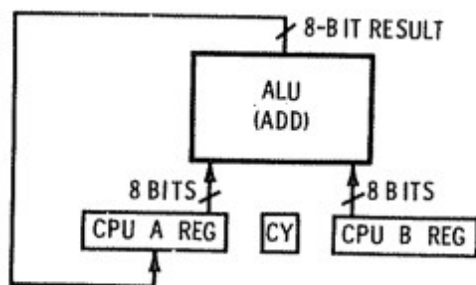 8-BIT RESULT
ALU
(ADD)
8 BITS
8 BITS
CPU A REG
CY
CPU B REG